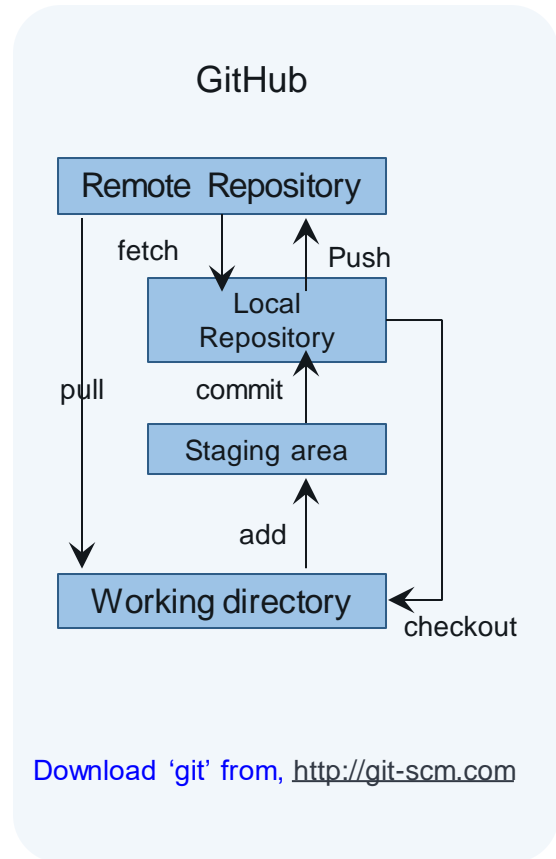 GitHub
Remote Repository
fetch
Push
Local
Repository
pull
commit
Staging area
add
Working directory
checkout
Download ‘git’ from, http://git-scm.com